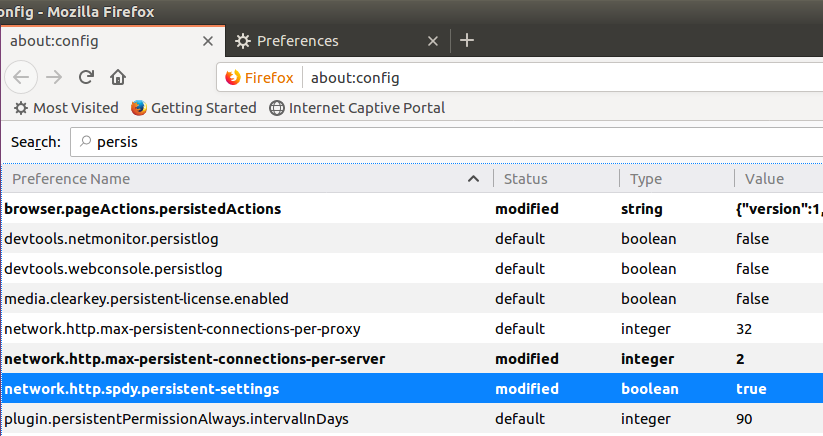 onfig - Mozilla Firefox
about:config Preferences
Firefox about:config
Most Visited Getting Started Internet Captive Portal
Search: persis
Preference Name Status Type Value
browser.pageActions.persistedActions modified string {"version":1,
devtools.netmonitor.persistlog default boolean false
devtools.webconsole.persistlog default boolean false
media.clearkey.persistent-license.enabled default boolean false
network.http.max-persistent-connections-per-proxy default integer 32
network.http.max-persistent-connections-per-server modified integer 2
network.http.spdy.persistent-settings modified boolean true
plugin.persistentPermissionAlways.intervalInDays default integer 90